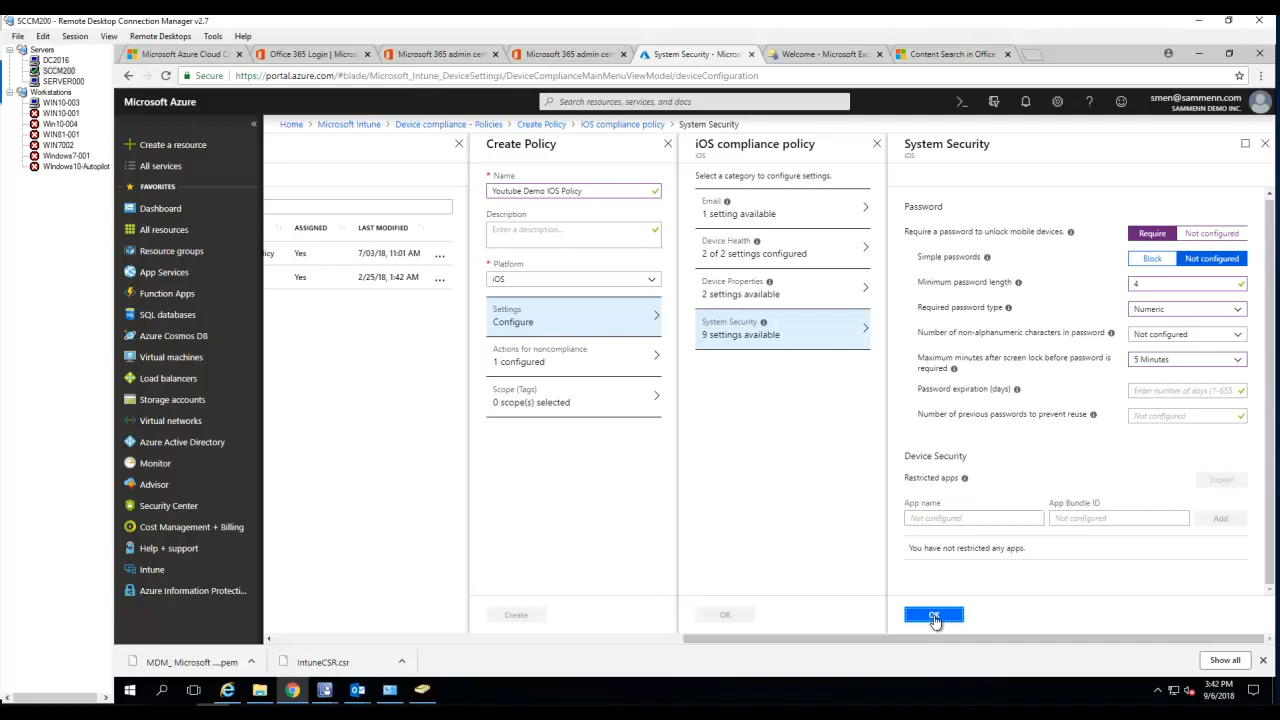 SCCM200 - Remote Desktop Connection Manager v2.7
File Edit Session View Remote Desktops Tools Help
Servers
DC2016
SCCM200
SERVER000
Workstations
WIN10-003
WIN10-001
Win10-004
WIN81-001
WIN7002
Windows7-001
Windows10-Autopilot
Microsoft Azure Cloud C
Office 365 Login | Micros
Microsoft 365 admin cen
Microsoft 365 admin cen
System Security - Micros
Welcome - Microsoft Ex
Content Search in Office
Secure https://portal.azure.com/#blade/Microsoft_Intune_DeviceSettings/DeviceComplianceMainMenuViewModel/deviceConfiguration
Microsoft Azure
Search resources, services, and docs
smen@sammenn.com
SAMMENN DEMO INC.
Home > Microsoft Intune > Device compliance - Policies > Create Policy > iOS compliance policy > System Security
Create a resource
All services
FAVORITES
Dashboard
All resources
Resource groups
App Services
Function Apps
SQL databases
Azure Cosmos DB
Virtual machines
Load balancers
Storage accounts
Virtual networks
Azure Active Directory
Monitor
Advisor
Security Center
Cost Management + Billing
Help + support
Intune
Azure Information Protecti...
ASSIGNED LAST MODIFIED
icy Yes 7/03/18, 11:01 AM ...
Yes 2/25/18, 1:42 AM ...
Create Policy
* Name
Youtube Demo IOS Policy
Description
Enter a description...
* Platform
iOS
Settings
Configure
Actions for noncompliance
1 configured
Scope (Tags)
0 scope(s) selected
Create
iOS compliance policy
iOS
Select a category to configure settings.
Email
1 setting available
Device Health
2 of 2 settings configured
Device Properties
2 settings available
System Security
9 settings available
OK
System Security
iOS
Password
Require a password to unlock mobile devices. Require Not configured
Simple passwords Block Not configured
Minimum password length 4
Required password type Numeric
Number of non-alphanumeric characters in password Not configured
Maximum minutes after screen lock before password is
required
5 Minutes
Password expiration (days) Enter number of days (1-655
Number of previous passwords to prevent reuse Not configured
Device Security
Restricted apps Export
App name App Bundle ID
Not configured Not configured Add
You have not restricted any apps.
OK
MDM_ Microsoft ....pem
IntuneCSR.csr
Show all
3:42 PM
9/6/2018